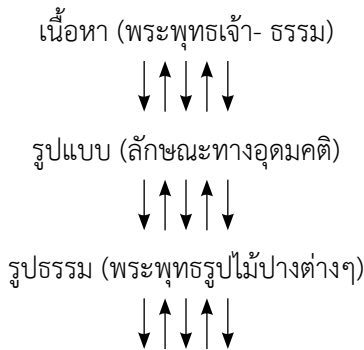 เนื้อหา (พระพุทธเจ้า- ธรรม)
รูปแบบ (ลักษณะทางอุดมคติ)
รูปธรรม (พระพุทธรูปไม้ปางต่างๆ)